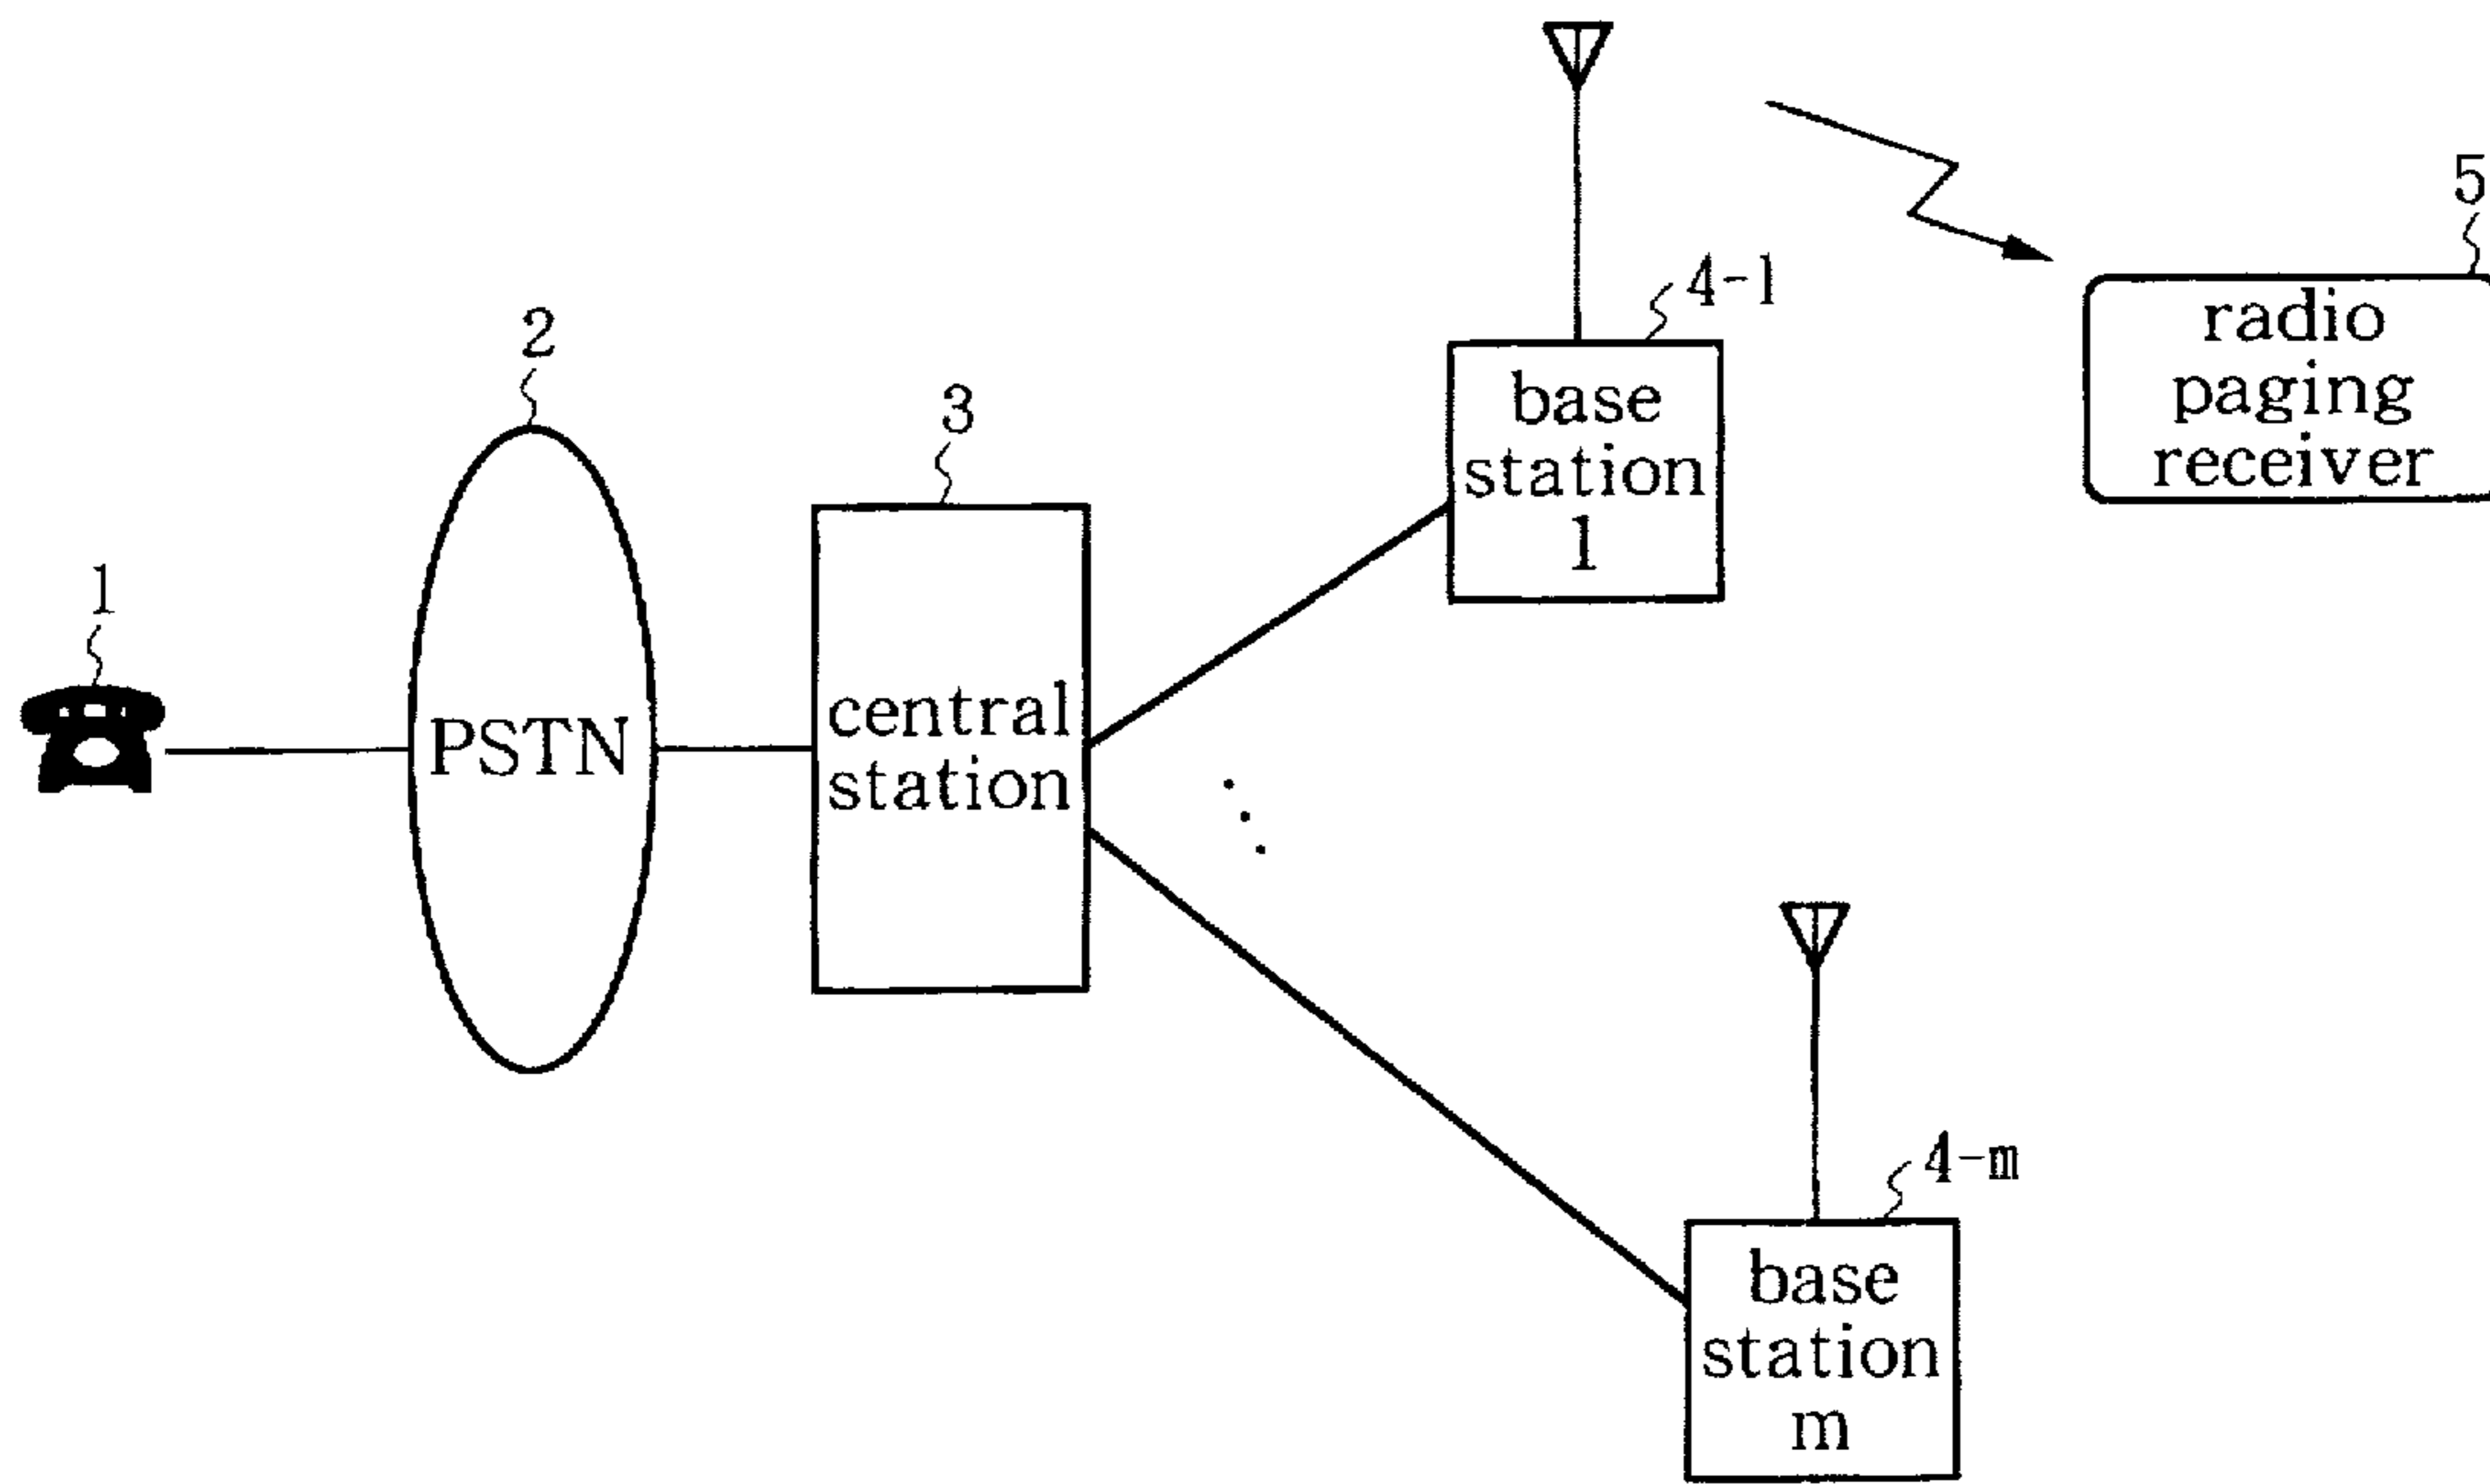 1
2
PSTN
3
central
station
4-1
base
station
1
5
radio
paging
receiver
4-m
base
station
m